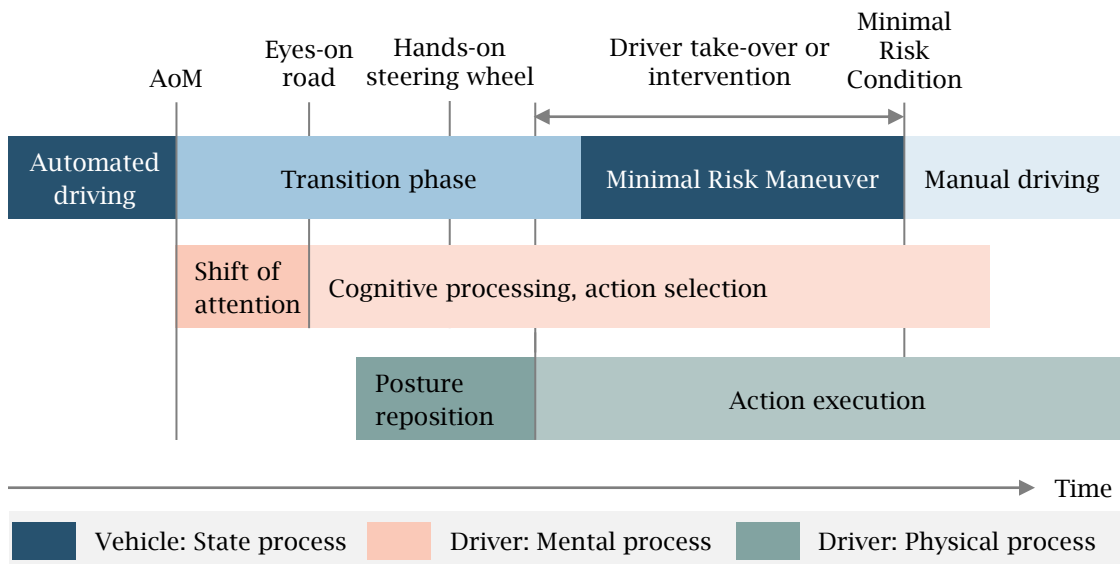 AoM
Eyes-on
road
Hands-on
steering wheel
Driver take-over or
intervention
Minimal
Risk
Condition
Automated
driving
Transition phase
Minimal Risk Maneuver
Manual driving
Shift of
attention
Cognitive processing, action selection
Posture
reposition
Action execution
Time
Vehicle: State process
Driver: Mental process
Driver: Physical process